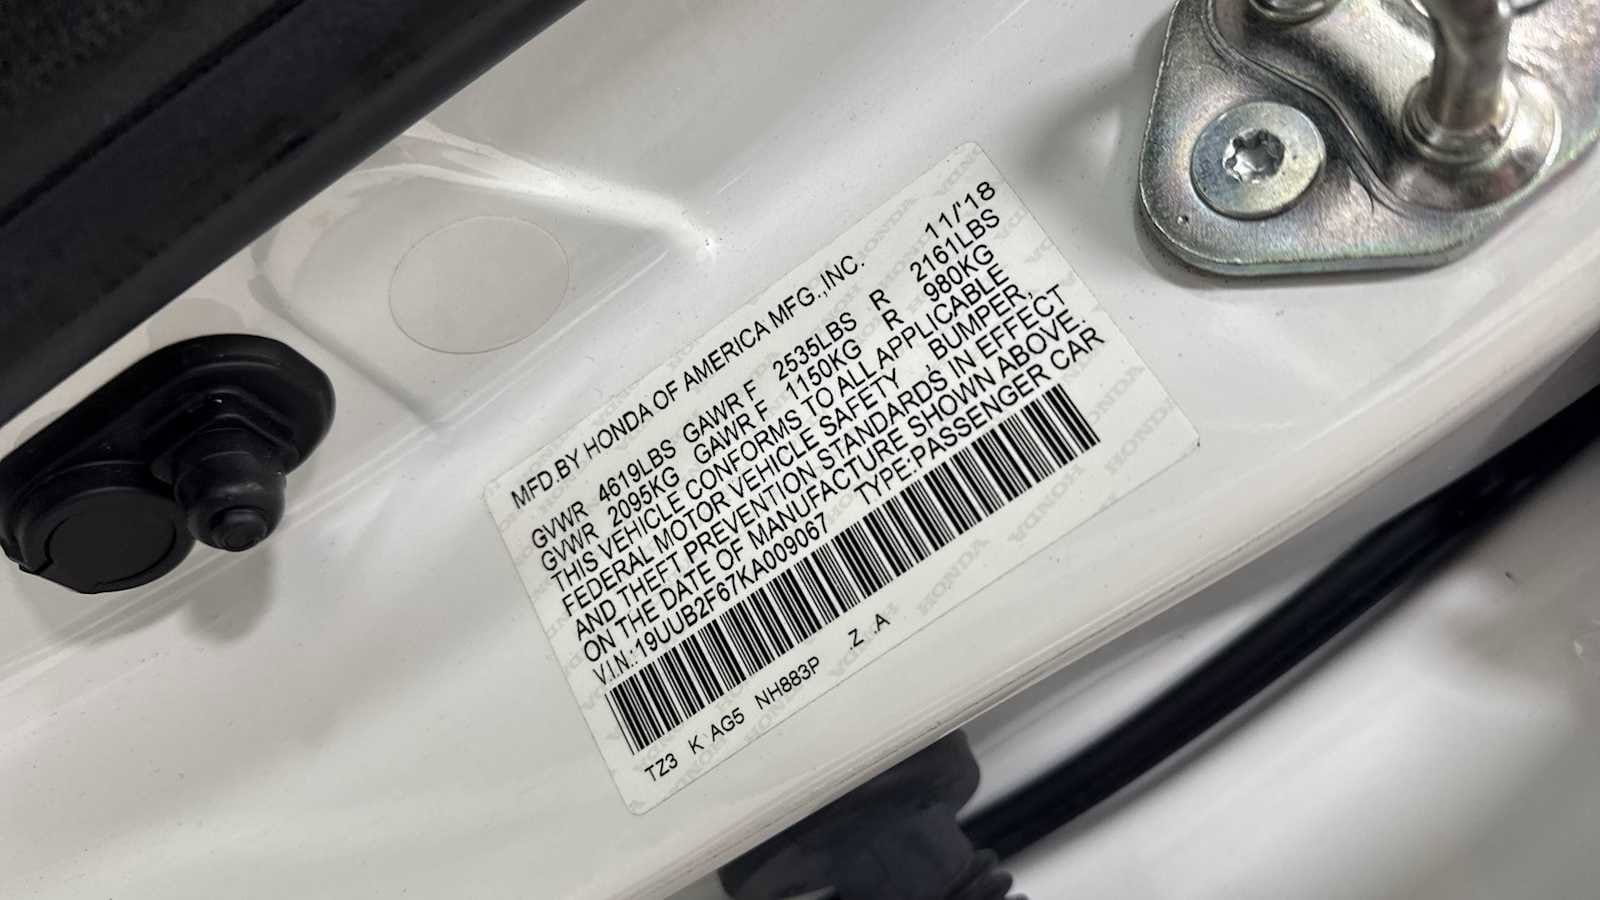 MFD.BY HONDA OF AMERICA MFG.,INC. 11/'18
GVWR 4619LBS GAWR F 2535LBS R 2161LBS
GVWR 2095KG GAWR F 1150KG R 980KG
THIS VEHICLE CONFORMS TO ALL APPLICABLE
FEDERAL MOTOR VEHICLE SAFETY , BUMPER,
AND THEFT PREVENTION STANDARDS IN EFFECT
ON THE DATE OF MANUFACTURE SHOWN ABOVE.
V.I.N.:19UUB2F67KA009067 TYPE:PASSENGER CAR
TZ3 K AG5 NH883P .Z .A